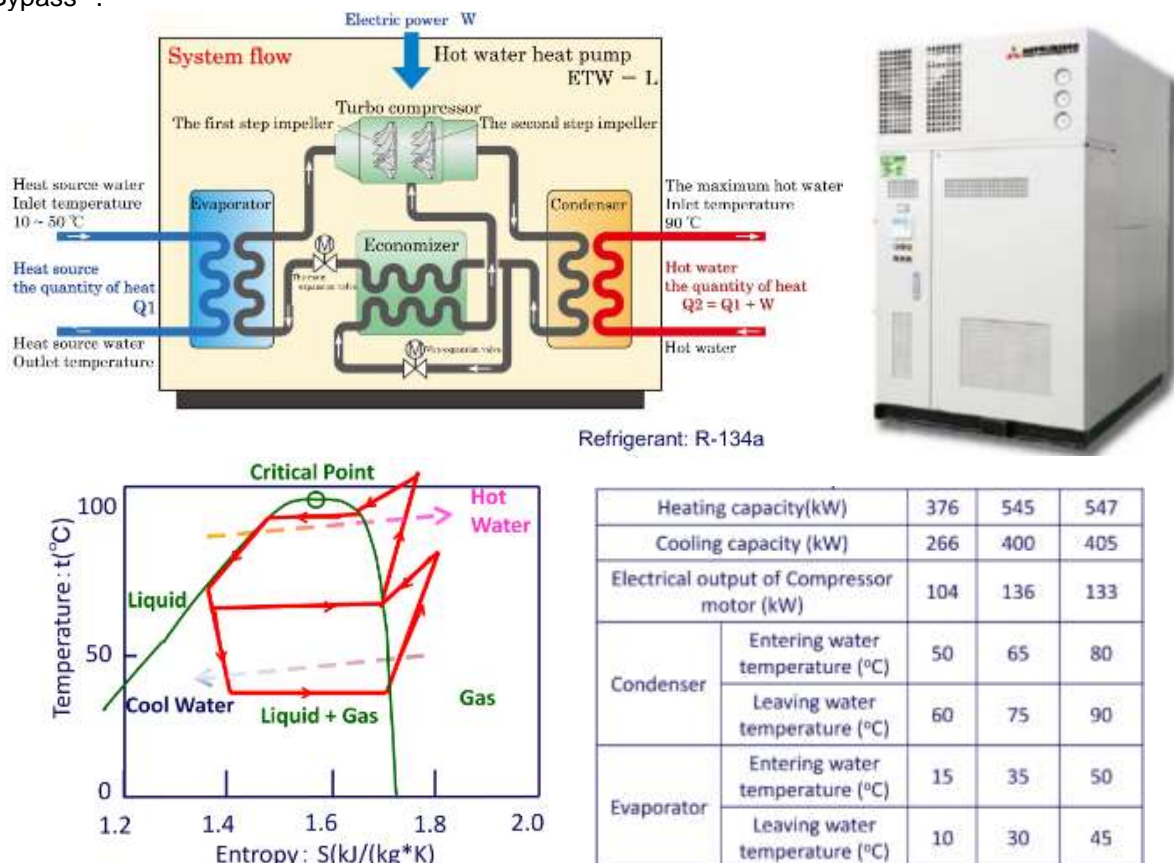 Bypass".
Electric power W
System flow
Hot water heat pump
ETW - L
Turbo compressor
The first step impeller
The second step impeller
Heat source water
Inlet temperature
10 ~ 50 ℃
Evaporator
Condenser
The maximum hot water
Inlet temperature
90 ℃
Economizer
M
expansion valve
Heat source
the quantity of heat
Q1
Hot water
the quantity of heat
Q2 = Q1 + W
Heat source water
Outlet temperature
M
expansion valve
Hot water
Refrigerant: R-134a
Critical Point
100
Hot
Water
Temperature : t(°C)
Liquid
50
Cool Water
Liquid + Gas
Gas
0
1.2 1.4 1.6 1.8 2.0
Entropy : S(kJ/(kg*K)
Heating capacity(kW) 376 545 547
Cooling capacity (kW) 266 400 405
Electrical output of Compressor
motor (kW) 104 136 133
Condenser
Entering water
temperature (°C) 50 65 80
Leaving water
temperature (°C) 60 75 90
Evaporator
Entering water
temperature (°C) 15 35 50
Leaving water
temperature (°C) 10 30 45